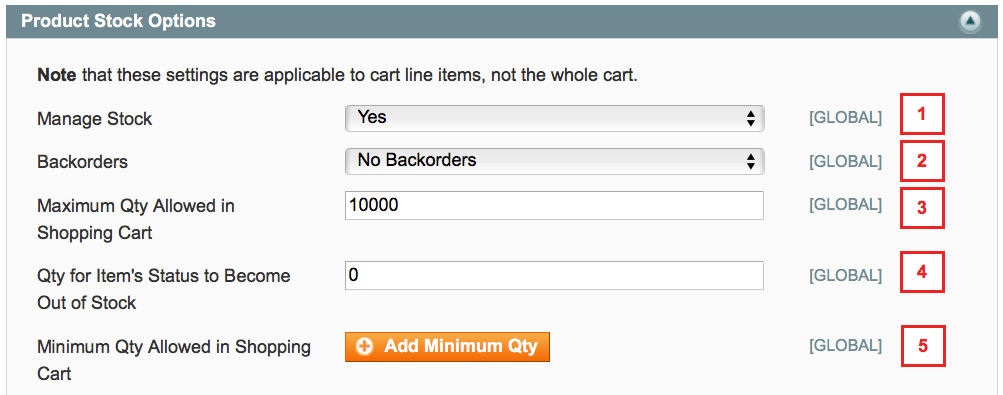 Product Stock Options
Note that these settings are applicable to cart line items, not the whole cart.
Manage Stock Yes [GLOBAL] 1
Backorders No Backorders [GLOBAL] 2
Maximum Qty Allowed in 10000 [GLOBAL] 3
Shopping Cart
Qty for Item's Status to Become 0 [GLOBAL] 4
Out of Stock
Minimum Qty Allowed in Shopping Add Minimum Qty [GLOBAL] 5
Cart